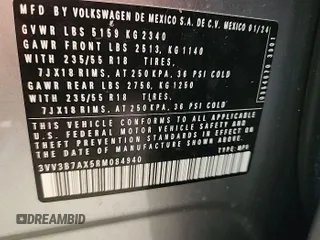 MFD BY VOLKSWAGEN DE MEXICO S.A. DE C.V. MEXICO 01/24
GVWR LBS 5159 KG 2340
GAWR FRONT LBS 2513, KG 1140
WITH 235/55 R18 TIRES,
7JX18 RIMS, AT 250 KPA, 36 PSI COLD
GAWR REAR LBS 2756, KG 1250
WITH 235/55 R18 TIRES,
7JX18 RIMS, AT 250 KPA, 36 PSI COLD
THIS VEHICLE CONFORMS TO ALL APPLICABLE
U.S. FEDERAL MOTOR VEHICLE SAFETY AND
THEFT PREVENTION STANDARDS IN EFFECT ON
THE DATE OF MANUFACTURE SHOWN ABOVE.
3VV3B7AX5RM084940
TYPE: MPV
DREAMBID